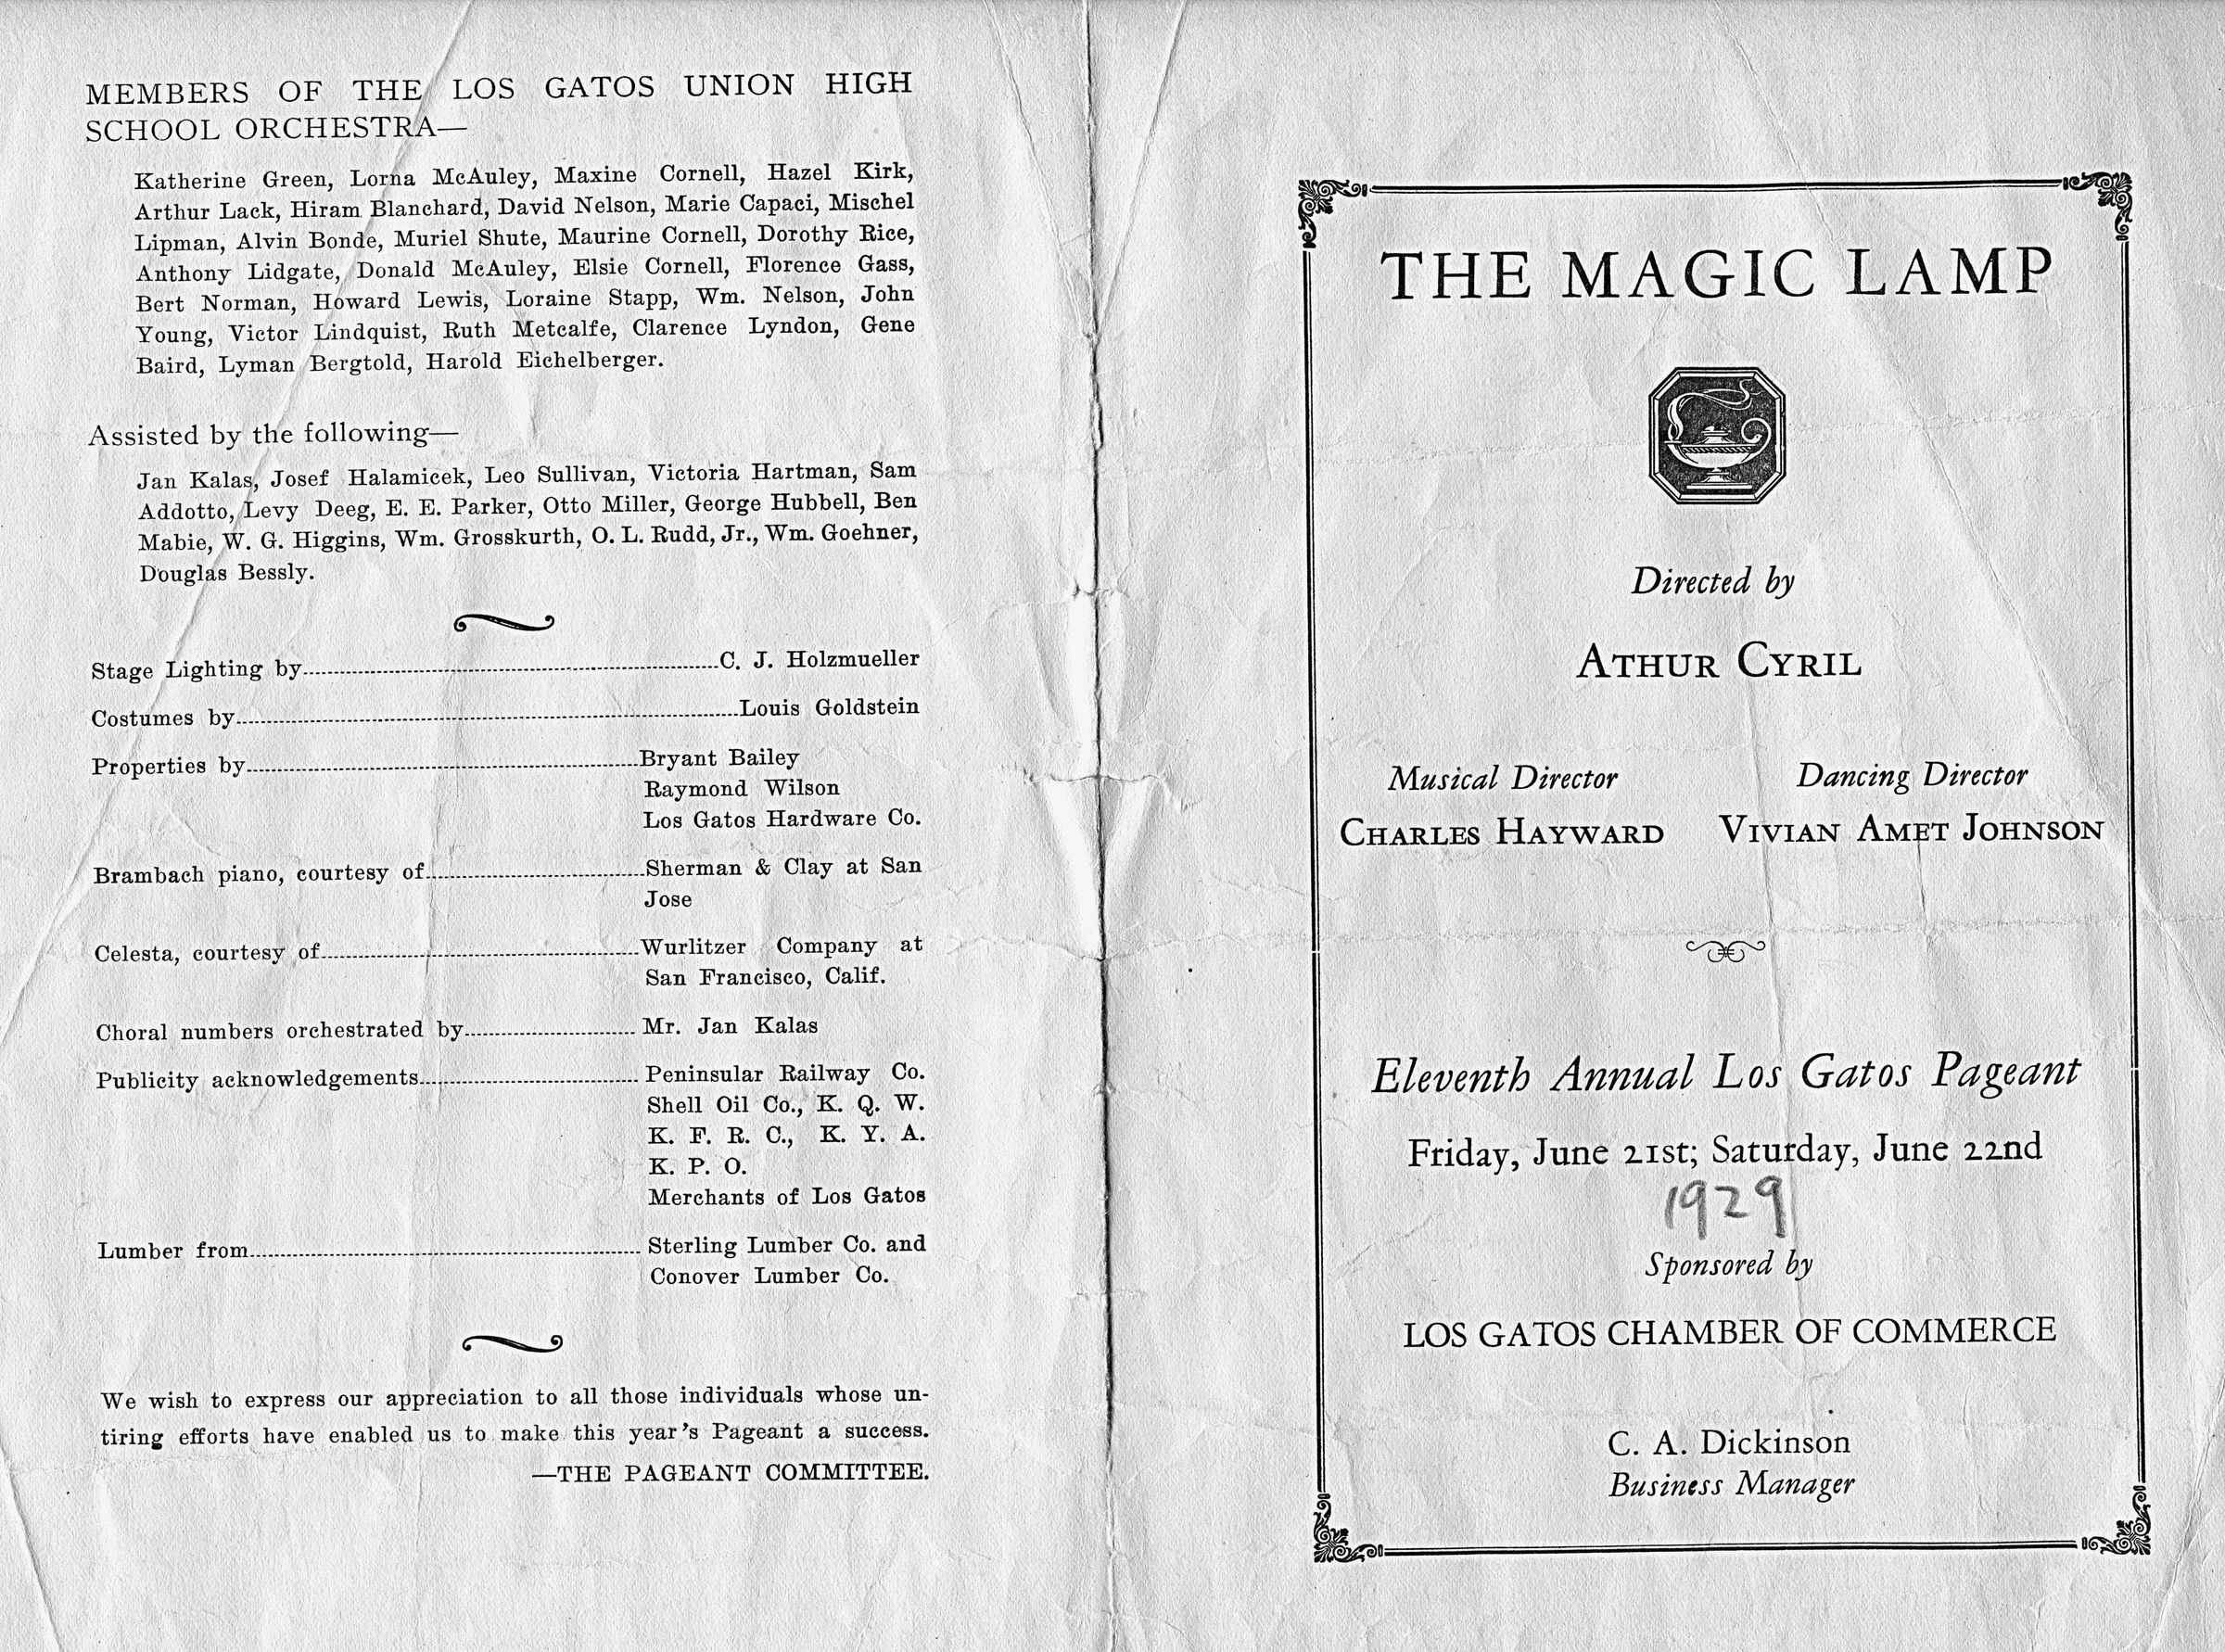 MEMBERS OF THE LOS GATOS UNION HIGH
SCHOOL ORCHESTRA—
Katherine Green, Lorna McAuley, Maxine Cornell, Hazel Kirk,
Arthur Lack, Hiram Blanchard, David Nelson, Marie Capaci, Mischel
Lipman, Alvin Bonde, Muriel Shute, Maurine Cornell, Dorothy Rice,
Anthony Lidgate, Donald McAuley, Elsie Cornell, Florence Gass,
Bert Norman, Howard Lewis, Loraine Stapp, Wm. Nelson, John
Young, Victor Lindquist, Ruth Metcalfe, Clarence Lyndon, Gene
Baird, Lyman Bergtold, Harold Eichelberger.
Assisted by the following—
Jan Kalas, Josef Halamicek, Leo Sullivan, Victoria Hartman, Sam
Addotto, Levy Deeg, E. E. Parker, Otto Miller, George Hubbell, Ben
Mabie, W. G. Higgins, Wm. Grosskurth, O. L. Rudd, Jr., Wm. Goehner,
Douglas Bessly.
Stage Lighting by........C. J. Holzmueller
Costumes by........Louis Goldstein
Properties by........Bryant Bailey
Raymond Wilson
Los Gatos Hardware Co.
Brambach piano, courtesy of........Sherman & Clay at San
Jose
Celesta, courtesy of........Wurlitzer Company at
San Francisco, Calif.
Choral numbers orchestrated by........Mr. Jan Kalas
Publicity acknowledgements........Peninsular Railway Co.
Shell Oil Co., K. Q. W.
K. F. R. C., K. Y. A.
K. P. O.
Merchants of Los Gatos
Lumber from........Sterling Lumber Co. and
Conover Lumber Co.
We wish to express our appreciation to all those individuals whose un-
tiring efforts have enabled us to make this year's Pageant a success.
—THE PAGEANT COMMITTEE.
THE MAGIC LAMP
Directed by
ATHUR CYRIL
Musical Director
CHARLES HAYWARD
Dancing Director
VIVIAN AMET JOHNSON
Eleventh Annual Los Gatos Pageant
Friday, June 21st; Saturday, June 22nd
1929
Sponsored by
LOS GATOS CHAMBER OF COMMERCE
C. A. Dickinson
Business Manager